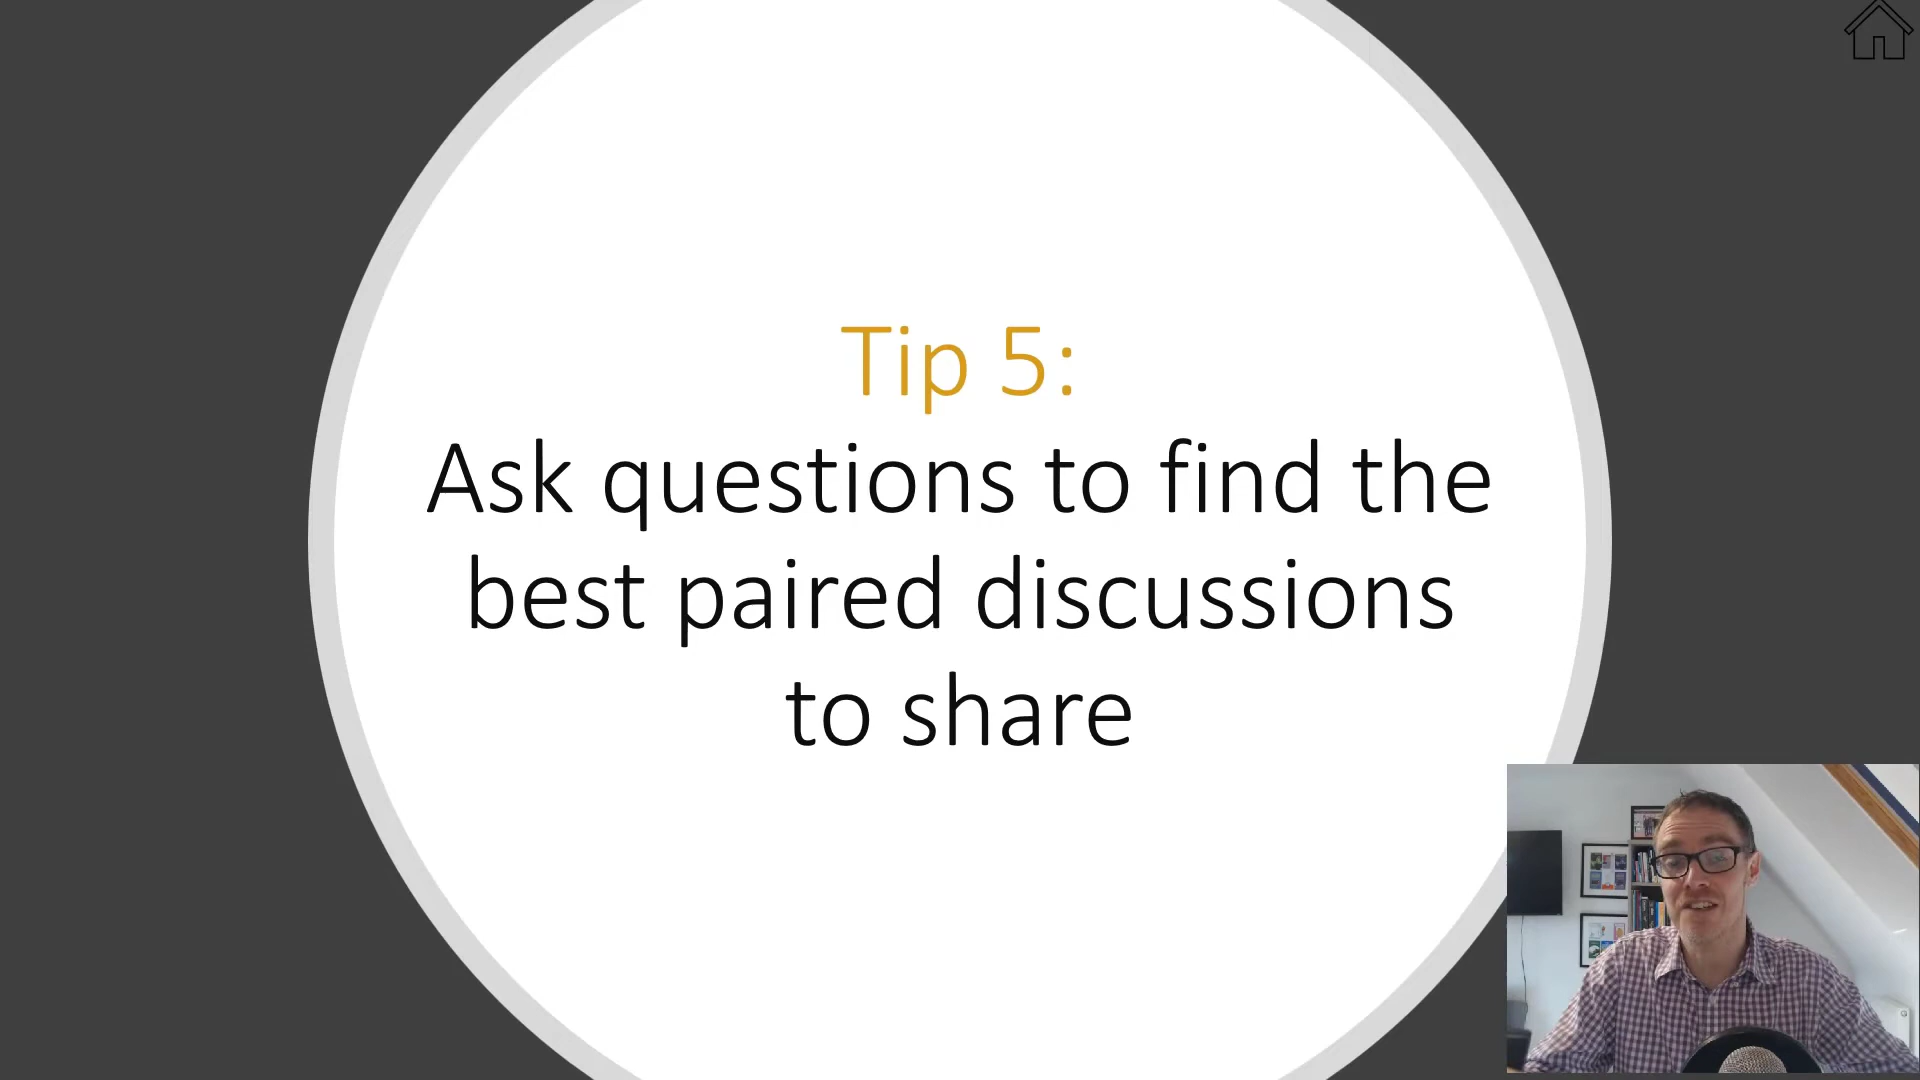 Tip 5:
Ask questions to find the
best paired discussions
to share